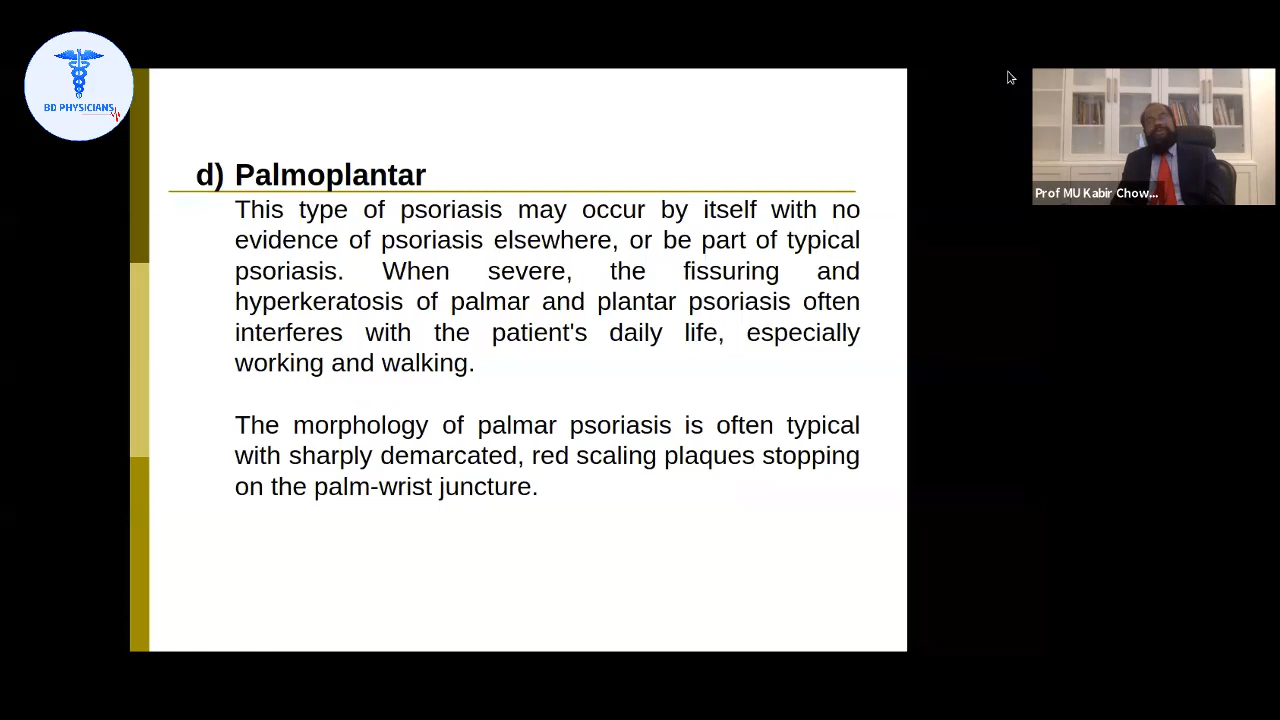 BD PHYSICIANS
d) Palmoplantar
This type of psoriasis may occur by itself with no
evidence of psoriasis elsewhere, or be part of typical
psoriasis. When severe, the fissuring and
hyperkeratosis of palmar and plantar psoriasis often
interferes with the patient's daily life, especially
working and walking.
The morphology of palmar psoriasis is often typical
with sharply demarcated, red scaling plaques stopping
on the palm-wrist juncture.
Prof MU Kabir Chow...